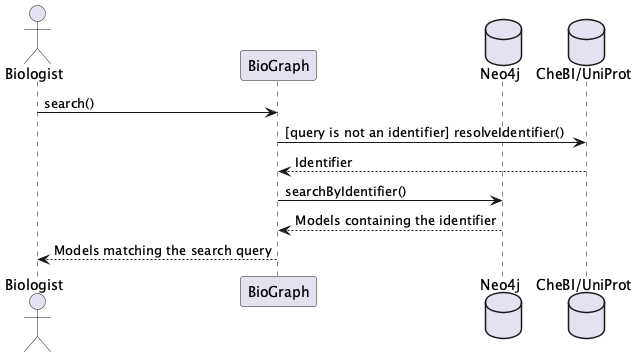 Biologist
BioGraph
Neo4j
CheBI/UniProt
search()
[query is not an identifier] resolveIdentifier()
Identifier
searchByIdentifier()
Models containing the identifier
Models matching the search query
Biologist
BioGraph
Neo4j
CheBI/UniProt